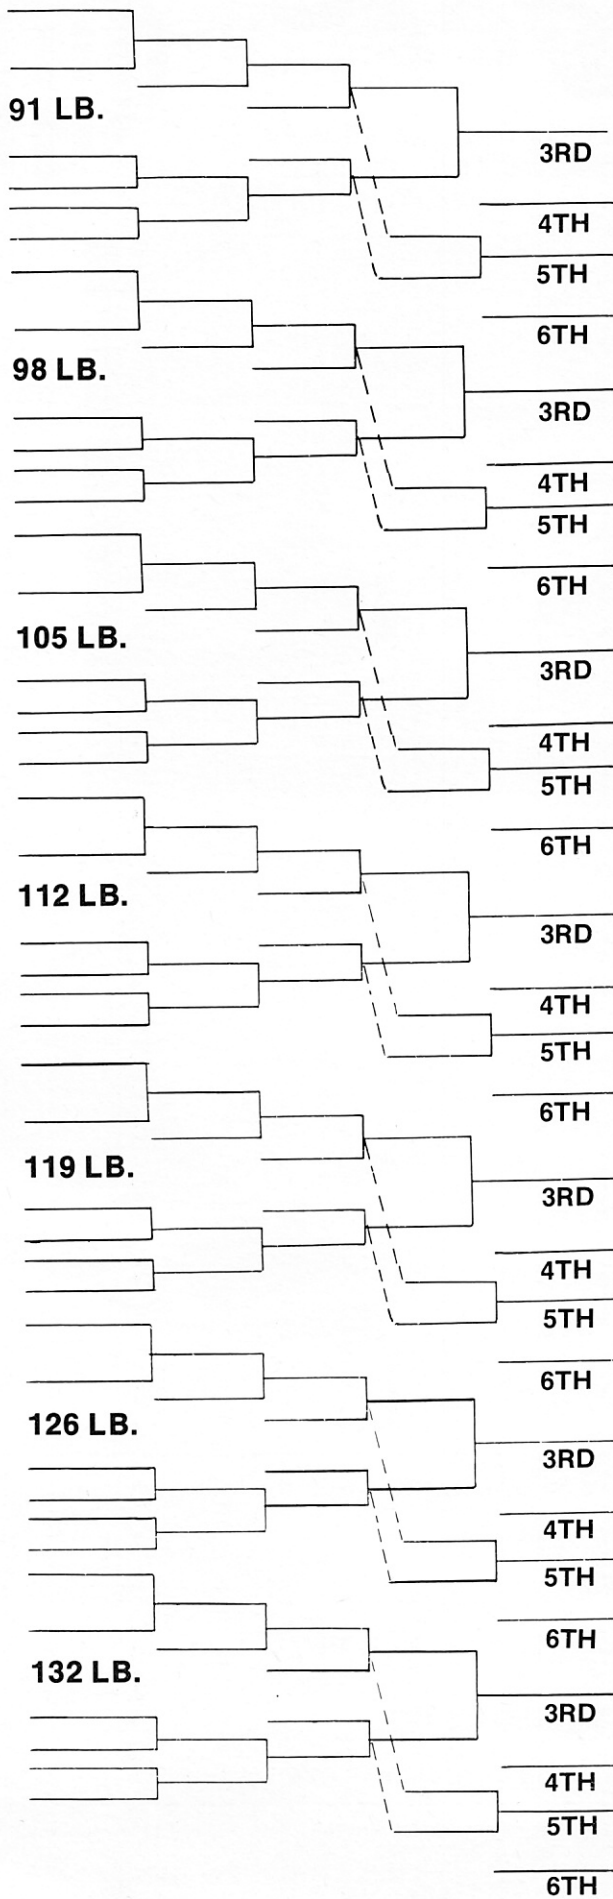 91 LB.
3RD
4TH
5TH
6TH
98 LB.
3RD
4TH
5TH
6TH
105 LB.
3RD
4TH
5TH
6TH
112 LB.
3RD
4TH
5TH
6TH
119 LB.
3RD
4TH
5TH
6TH
126 LB.
3RD
4TH
5TH
6TH
132 LB.
3RD
4TH
5TH
6TH